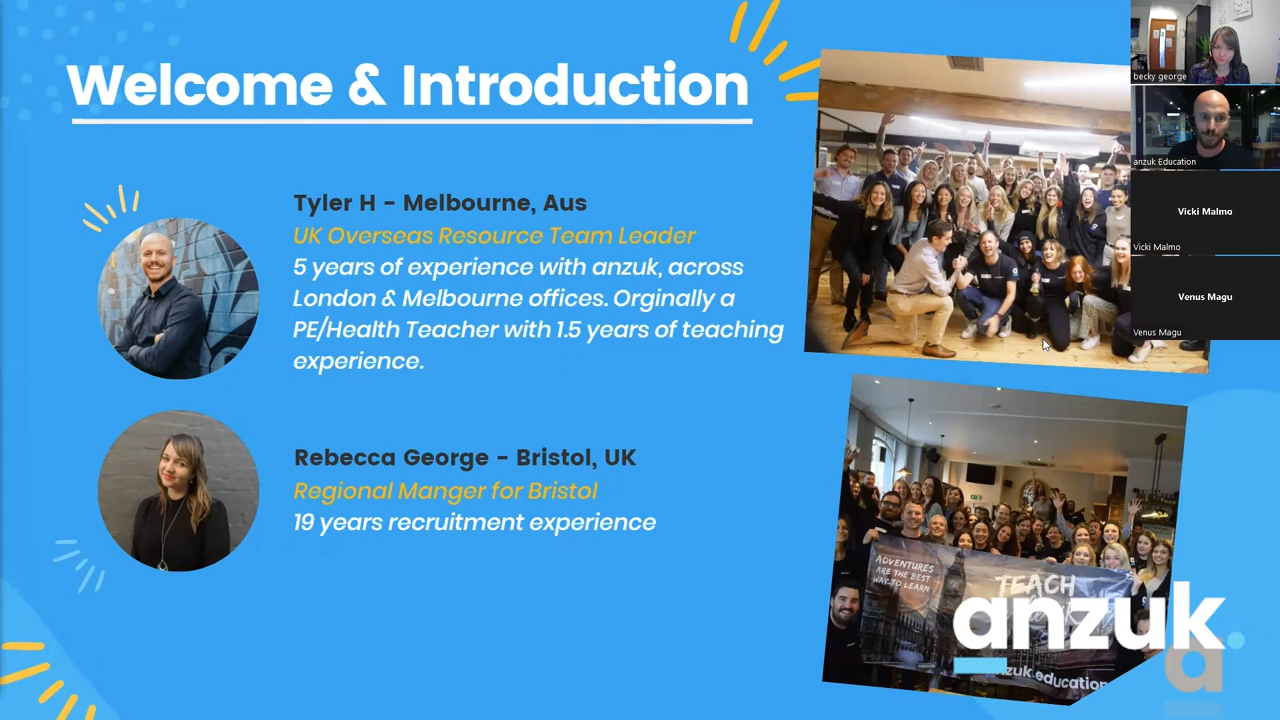 Welcome & Introduction
Tyler H - Melbourne, Aus
UK Overseas Resource Team Leader
5 years of experience with anzuk, across
London & Melbourne offices. Orginally a
PE/Health Teacher with 1.5 years of teaching
experience.
Rebecca George - Bristol, UK
Regional Manger for Bristol
19 years recruitment experience
becky george
anzuk Education
Vicki Malmo
Vicki Malmo
Venus Magu
Venus Magu
ADVENTURES
ARE THE BEST
WAY TO LEARN
TEACH
anzuk
education
a